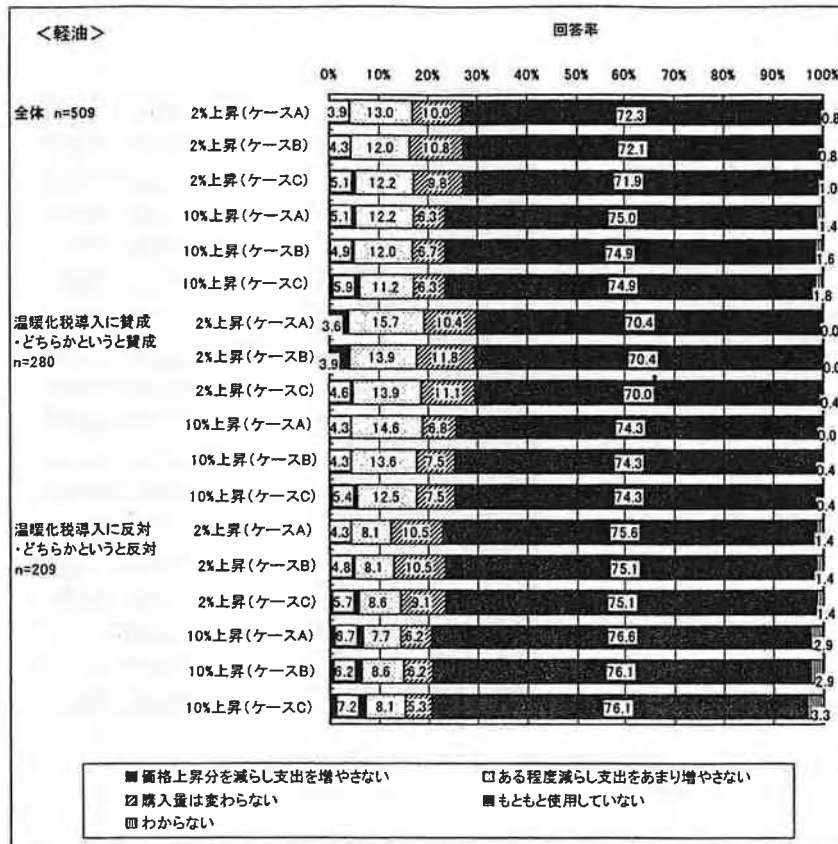 ＜軽油＞
回答率
0% 10% 20% 30% 40% 50% 60% 70% 80% 90% 100%
全体 n=509
2%上昇(ケースA) 3.9 13.0 10.0 72.3 0.8
2%上昇(ケースB) 4.3 12.0 10.8 72.1 0.8
2%上昇(ケースC) 5.1 12.2 9.8 71.9 1.0
10%上昇(ケースA) 5.1 12.2 6.3 75.0 1.4
10%上昇(ケースB) 4.9 12.0 6.7 74.9 1.6
10%上昇(ケースC) 5.9 11.2 6.3 74.9 1.8
温暖化税導入に賛成
・どちらかというと賛成
n=280
2%上昇(ケースA) 3.6 15.7 10.4 70.4 0.0
2%上昇(ケースB) 3.9 13.9 11.8 70.4 0.0
2%上昇(ケースC) 4.6 13.9 11.1 70.0 0.4
10%上昇(ケースA) 4.3 14.6 6.8 74.3 0.0
10%上昇(ケースB) 4.3 13.6 7.5 74.3 0.4
10%上昇(ケースC) 5.4 12.5 7.5 74.3 0.4
温暖化税導入に反対
・どちらかというと反対
n=209
2%上昇(ケースA) 4.3 8.1 10.5 75.6 1.4
2%上昇(ケースB) 4.8 8.1 10.5 75.1 1.4
2%上昇(ケースC) 5.7 8.6 9.1 75.1 1.4
10%上昇(ケースA) 6.7 7.7 6.2 76.6 2.9
10%上昇(ケースB) 6.2 8.6 6.2 76.1 2.9
10%上昇(ケースC) 7.2 8.1 5.3 76.1 3.3
価格上昇分を減らし支出を増やさない ある程度減らし支出をあまり増やさない
購入量は変わらない もともと使用していない
わからない